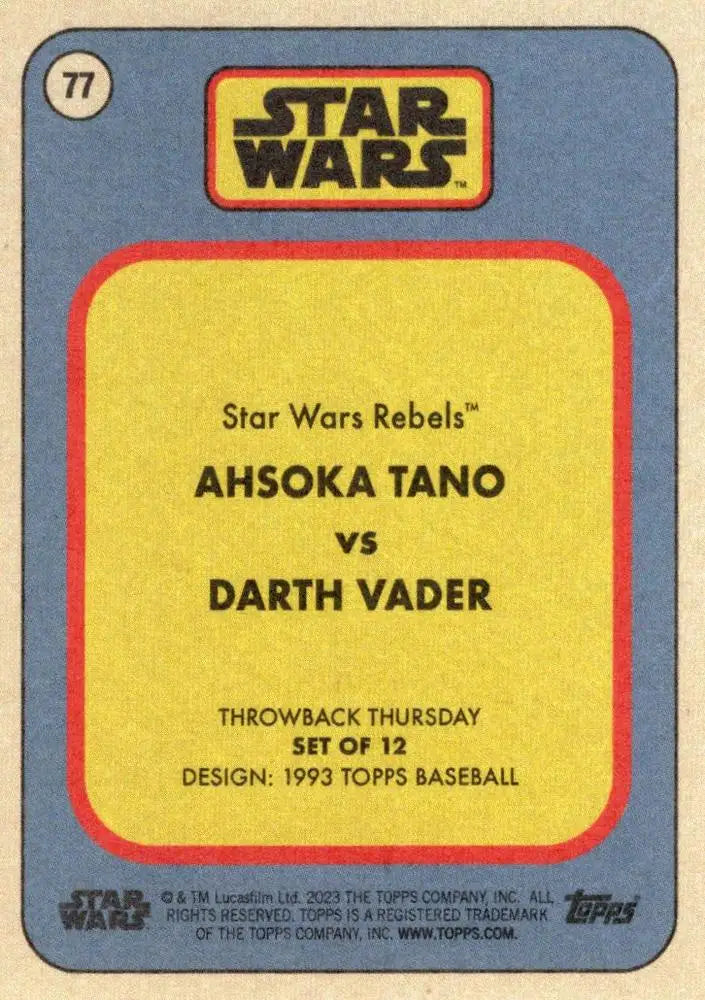 77
STAR
WARS™
Star Wars Rebels™
AHSOKA TANO
VS
DARTH VADER
THROWBACK THURSDAY
SET OF 12
DESIGN: 1993 TOPPS BASEBALL
STAR
WARS
© & TM Lucasfilm Ltd. 2023 THE TOPPS COMPANY, INC. ALL
RIGHTS RESERVED. TOPPS IS A REGISTERED TRADEMARK
OF THE TOPPS COMPANY, INC. WWW.TOPPS.COM.
topps